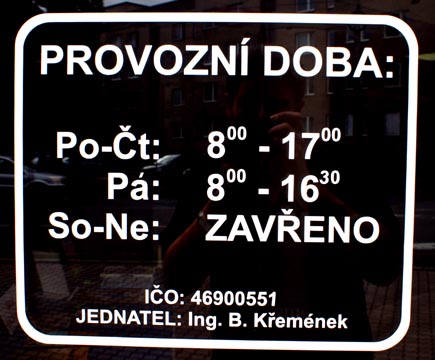 PROVOZNÍ DOBA:
Po-Čt: 8⁰⁰ - 17⁰⁰
Pá: 8⁰⁰ - 16³⁰
So-Ne: ZAVŘENO
IČO: 46900551
JEDNATEL: Ing. B. Křemének